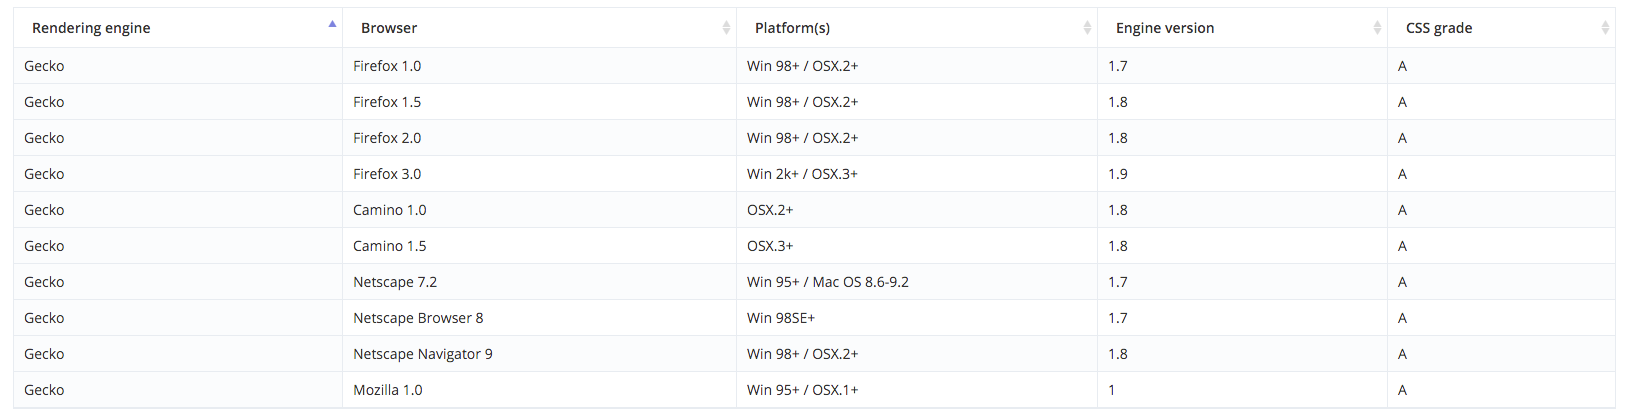 Rendering engine Browser Platform(s) Engine version CSS grade
Gecko Firefox 1.0 Win 98+ / OSX.2+ 1.7 A
Gecko Firefox 1.5 Win 98+ / OSX.2+ 1.8 A
Gecko Firefox 2.0 Win 98+ / OSX.2+ 1.8 A
Gecko Firefox 3.0 Win 2k+ / OSX.3+ 1.9 A
Gecko Camino 1.0 OSX.2+ 1.8 A
Gecko Camino 1.5 OSX.3+ 1.8 A
Gecko Netscape 7.2 Win 95+ / Mac OS 8.6-9.2 1.7 A
Gecko Netscape Browser 8 Win 98SE+ 1.7 A
Gecko Netscape Navigator 9 Win 98+ / OSX.2+ 1.8 A
Gecko Mozilla 1.0 Win 95+ / OSX.1+ 1 A